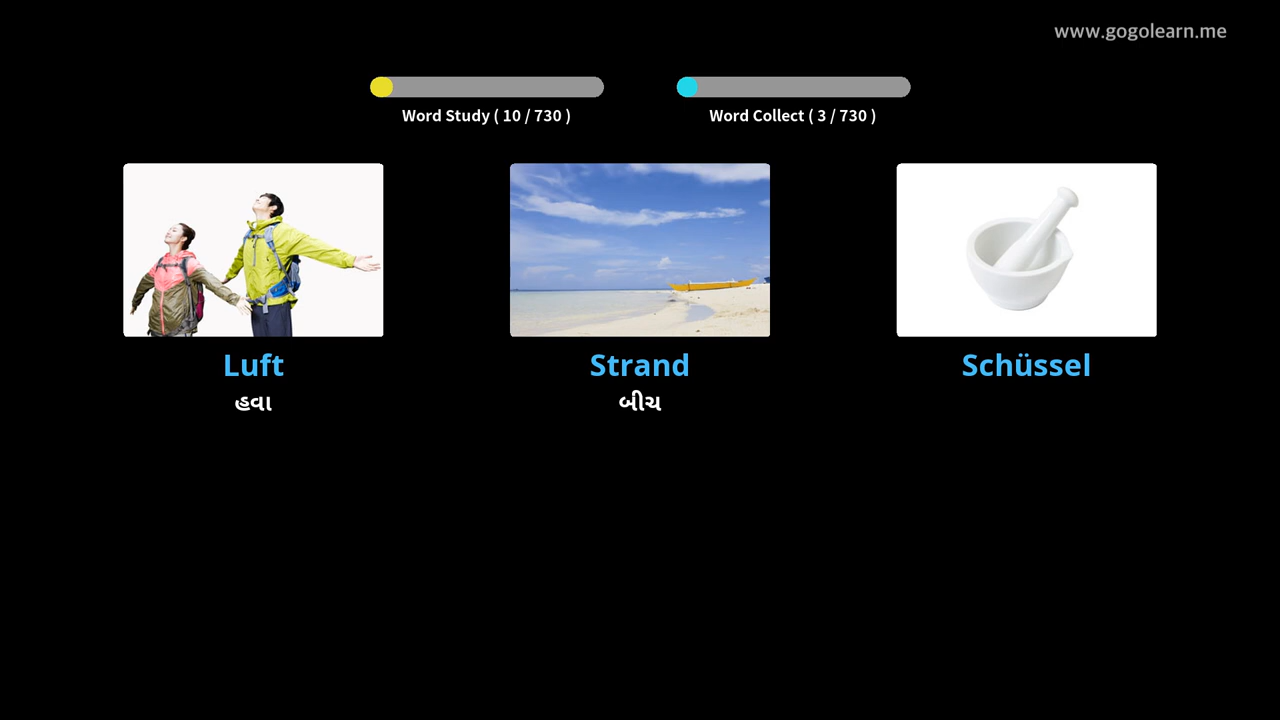 www.gogolearn.me
Word Study ( 10 / 730 )
Word Collect ( 3 / 730 )
Luft
Strand
Schüssel
હવા
બીચ